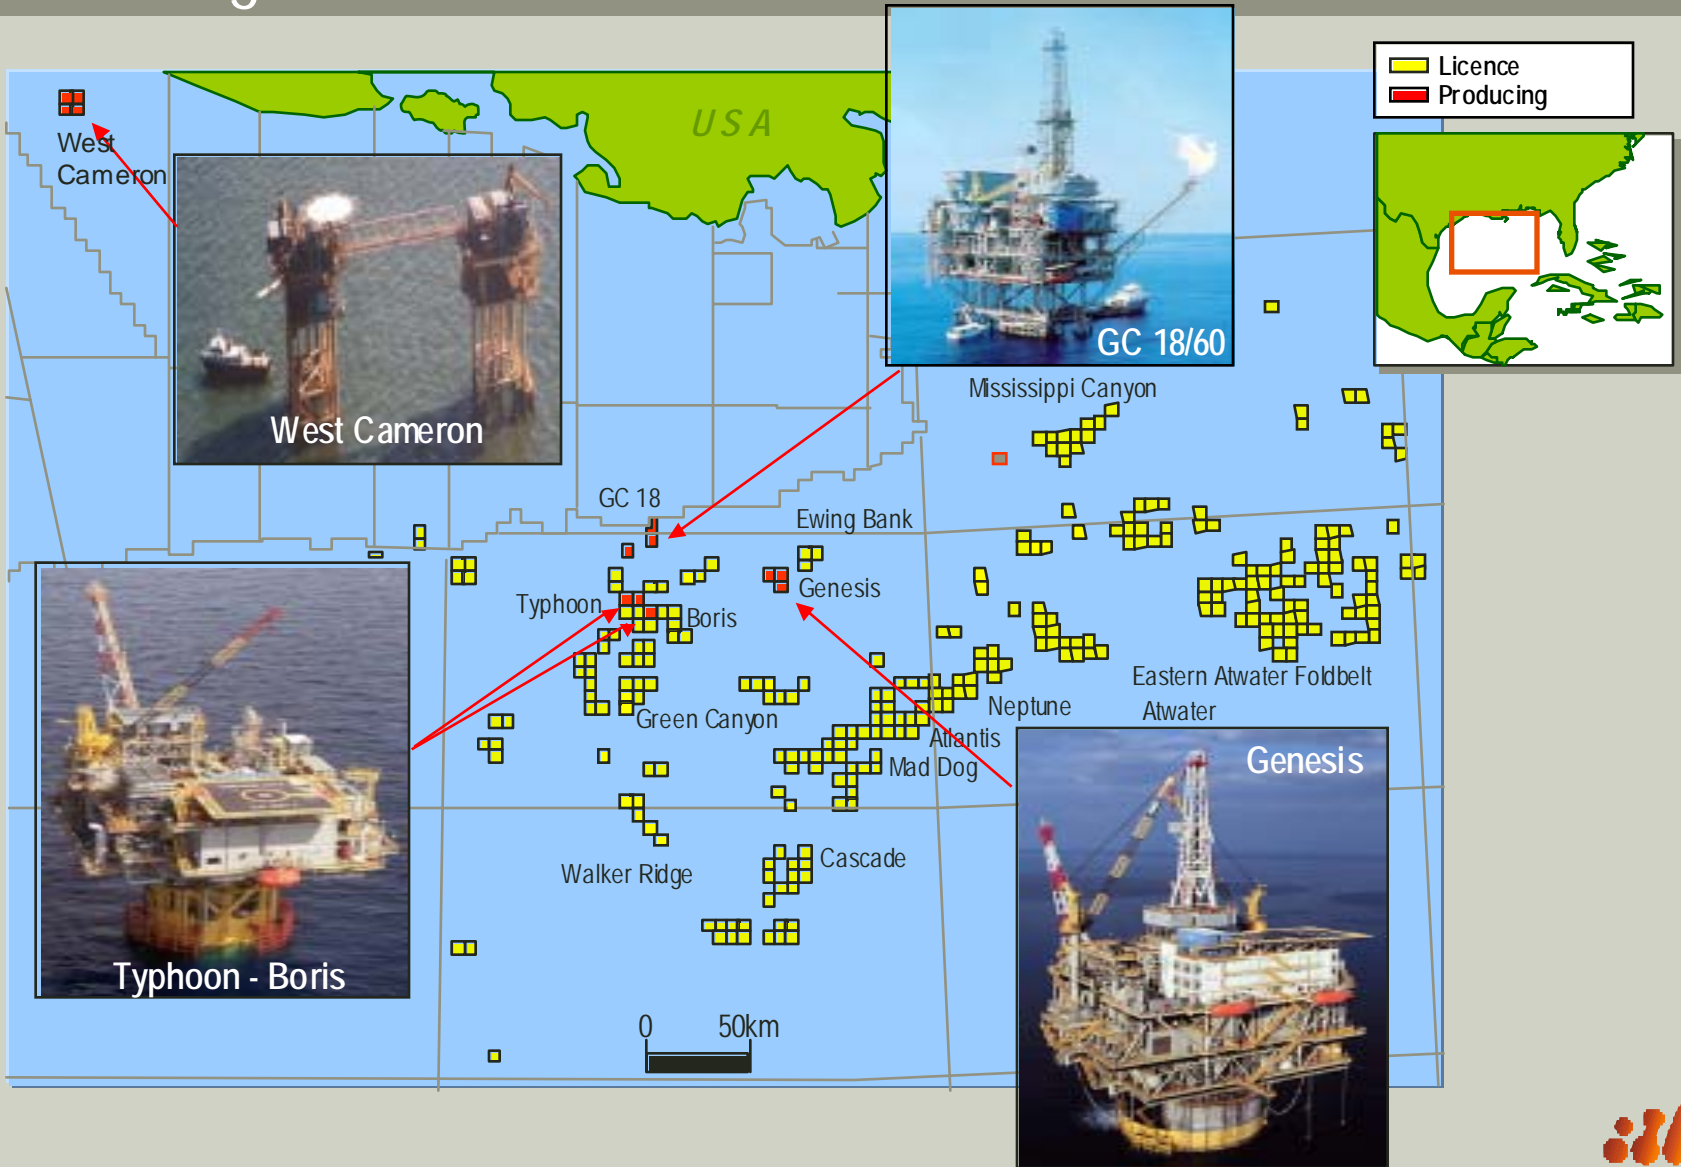 USA
Licence
Producing
West
Cameron
West Cameron
GC 18/60
Mississippi Canyon
GC 18
Ewing Bank
Typhoon
Boris
Genesis
Eastern Atwater Foldbelt
Atwater
Neptune
Green Canyon
Atlantis
Mad Dog
Genesis
Walker Ridge
Cascade
Typhoon - Boris
0 50km